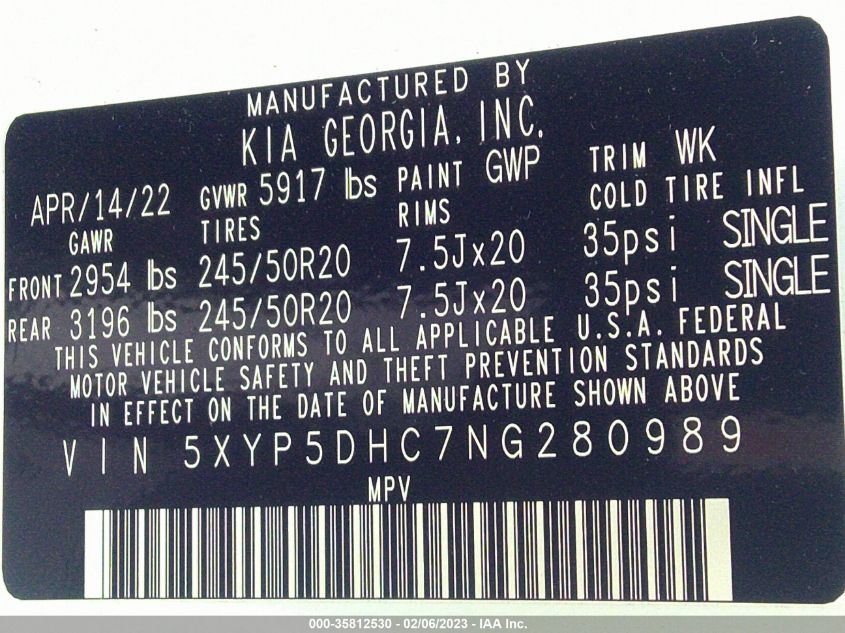 MANUFACTURED BY
KIA GEORGIA, INC.
APR/14/22 GVWR 5917 lbs PAINT GWP TRIM WK
GAWR TIRES RIMS COLD TIRE INFL
FRONT 2954 lbs 245/50R20 7.5Jx20 35psi SINGLE
REAR 3196 lbs 245/50R20 7.5Jx20 35psi SINGLE
THIS VEHICLE CONFORMS TO ALL APPLICABLE U.S.A. FEDERAL
MOTOR VEHICLE SAFETY AND THEFT PREVENTION STANDARDS
IN EFFECT ON THE DATE OF MANUFACTURE SHOWN ABOVE
VIN 5XYP5DHC7NG280989
MPV
000-35812530 - 02/06/2023 - IAA Inc.